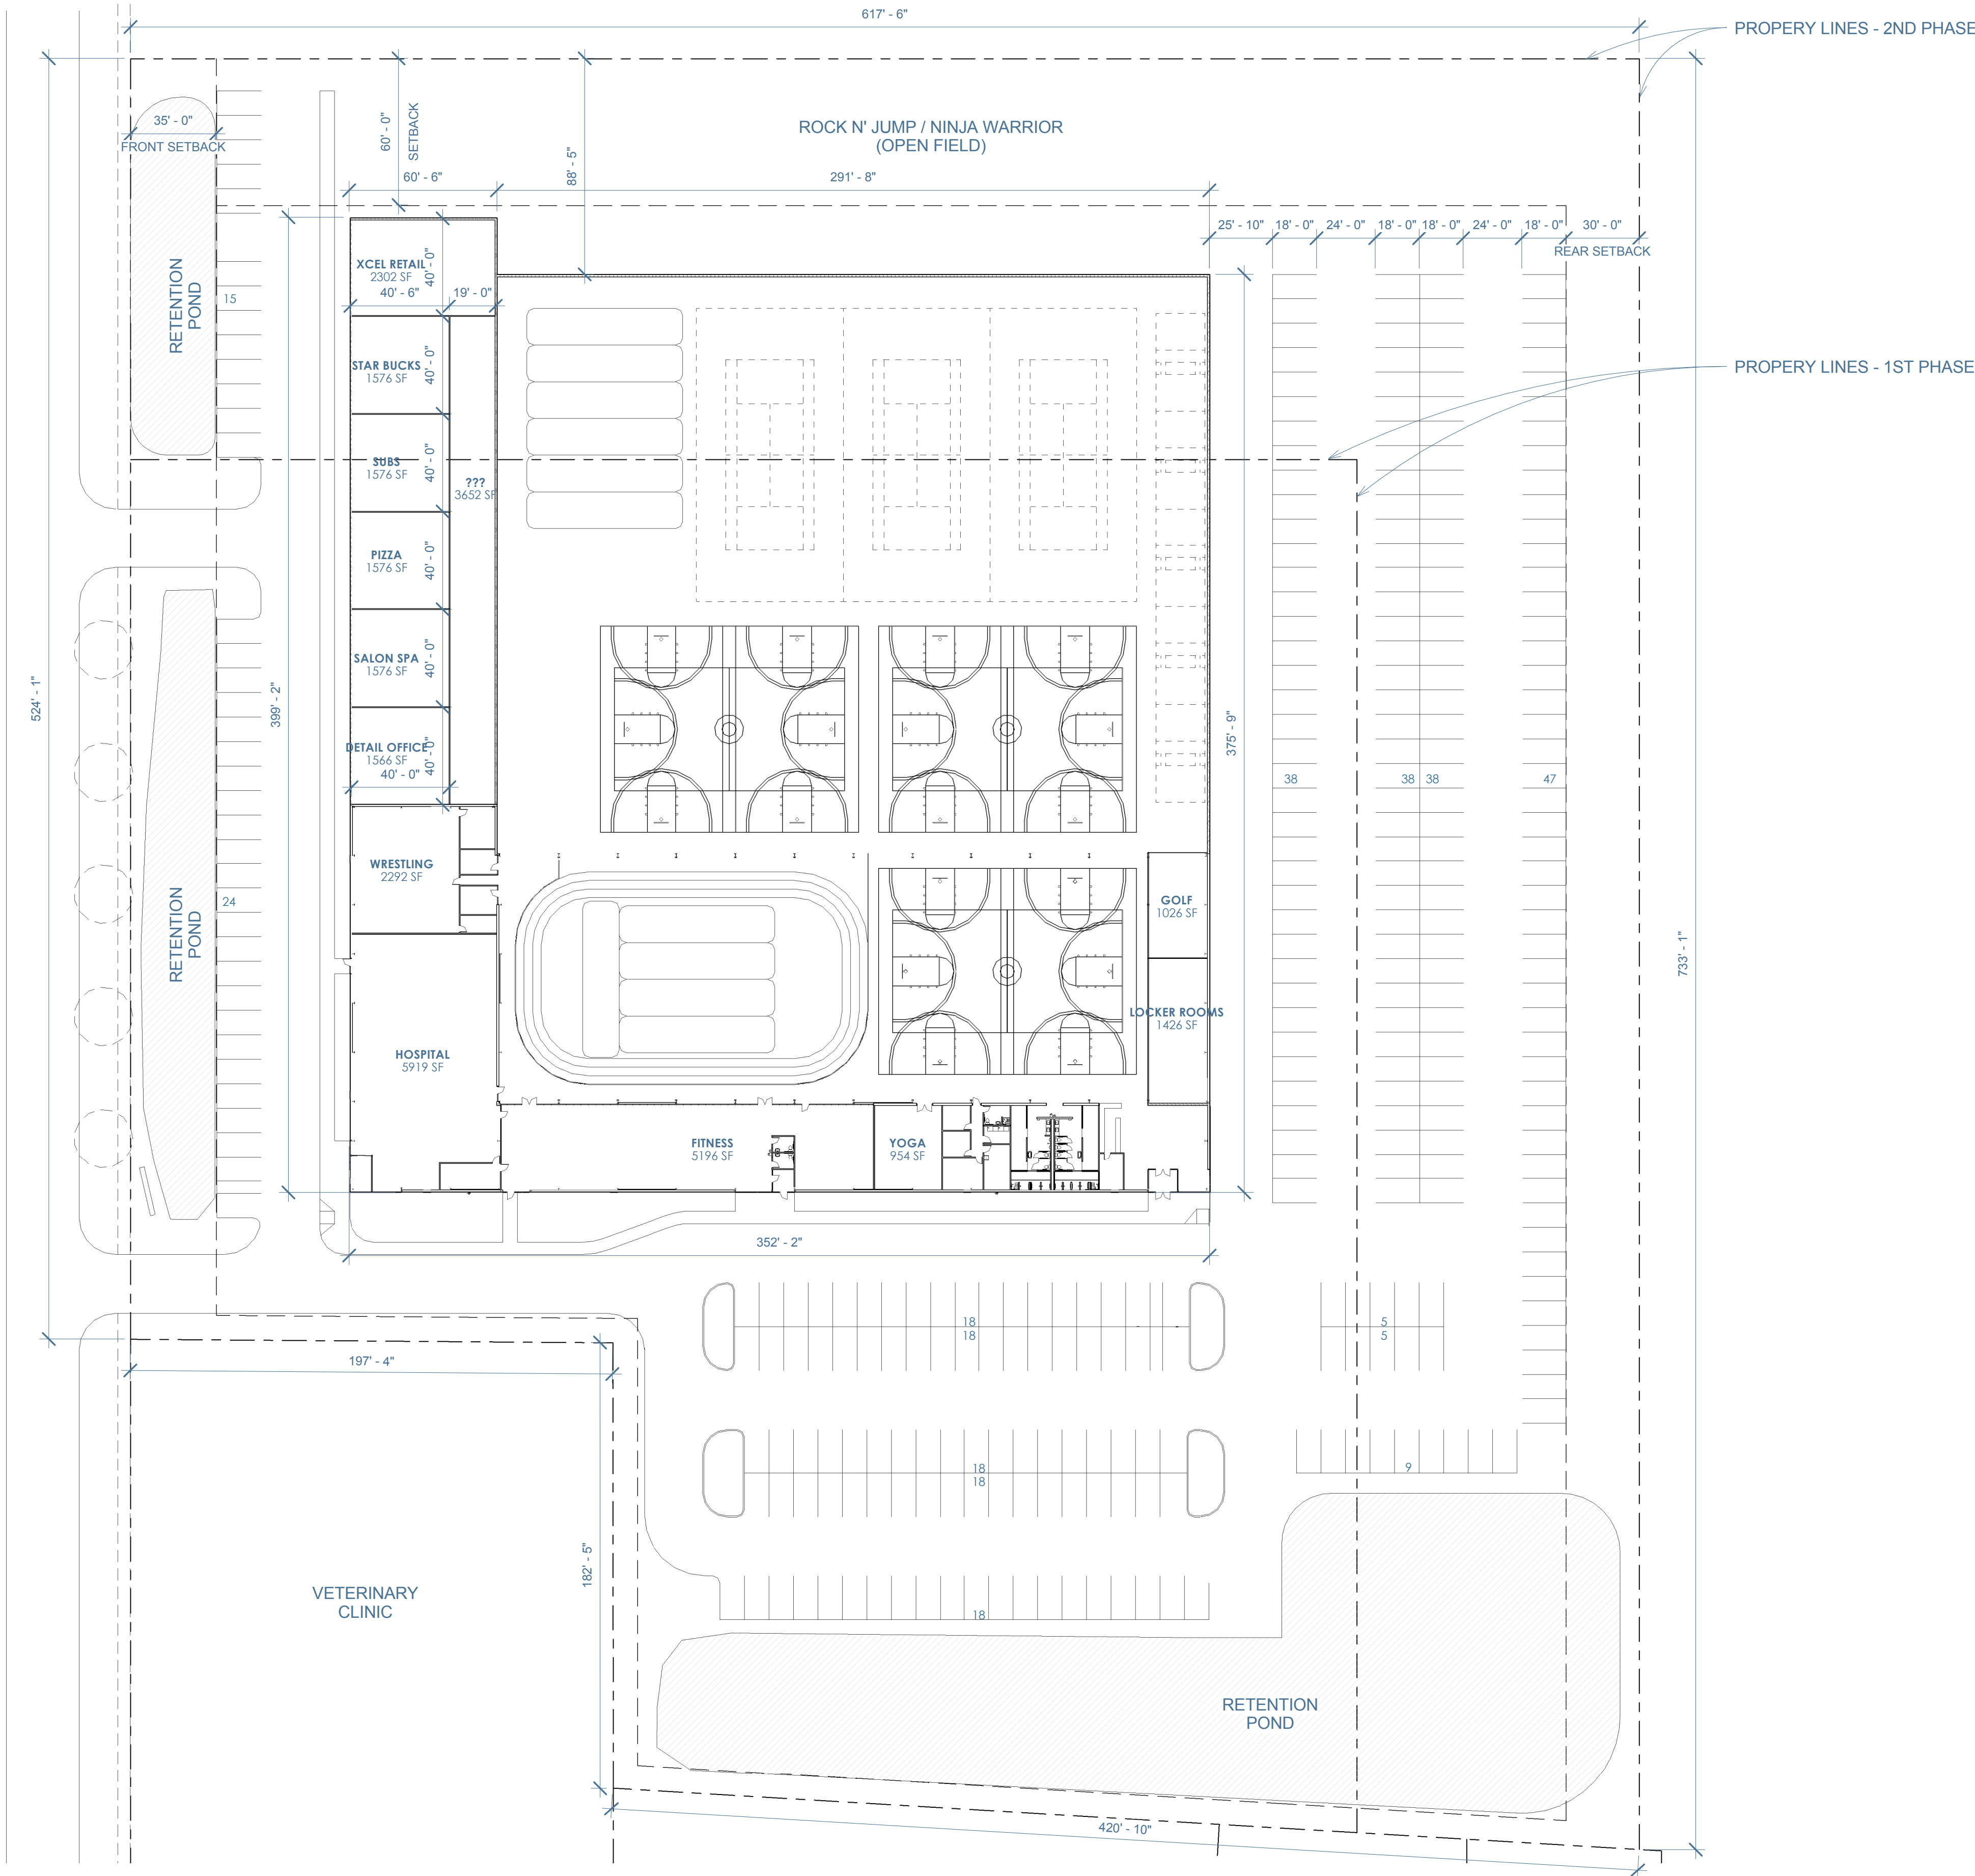 617' - 6"
PROPERY LINES - 2ND PHASE
35' - 0"
FRONT SETBACK
60' - 0"
SETBACK
88' - 5"
ROCK N' JUMP / NINJA WARRIOR
(OPEN FIELD)
60' - 6"
291' - 8"
25' - 10"
18' - 0"
24' - 0"
18' - 0"
18' - 0"
24' - 0"
18' - 0"
30' - 0"
REAR SETBACK
XCEL RETAIL
2302 SF
40' - 0"
40' - 6"
19' - 0"
RETENTION
POND
15
STAR BUCKS
1576 SF
40' - 0"
PROPERY LINES - 1ST PHASE
SUBS
1576 SF
40' - 0"
???
3652 SF
PIZZA
1576 SF
40' - 0"
SALON SPA
1576 SF
40' - 0"
524' - 1"
399' - 2"
DETAIL OFFICE
1566 SF
40' - 0"
40' - 0"
375' - 9"
38
38
38
47
WRESTLING
2292 SF
RETENTION
POND
24
GOLF
1026 SF
733' - 1"
LOCKER ROOMS
1426 SF
HOSPITAL
5919 SF
FITNESS
5196 SF
YOGA
954 SF
352' - 2"
18
18
5
5
197' - 4"
18
18
9
182' - 5"
VETERINARY
CLINIC
18
RETENTION
POND
420' - 10"